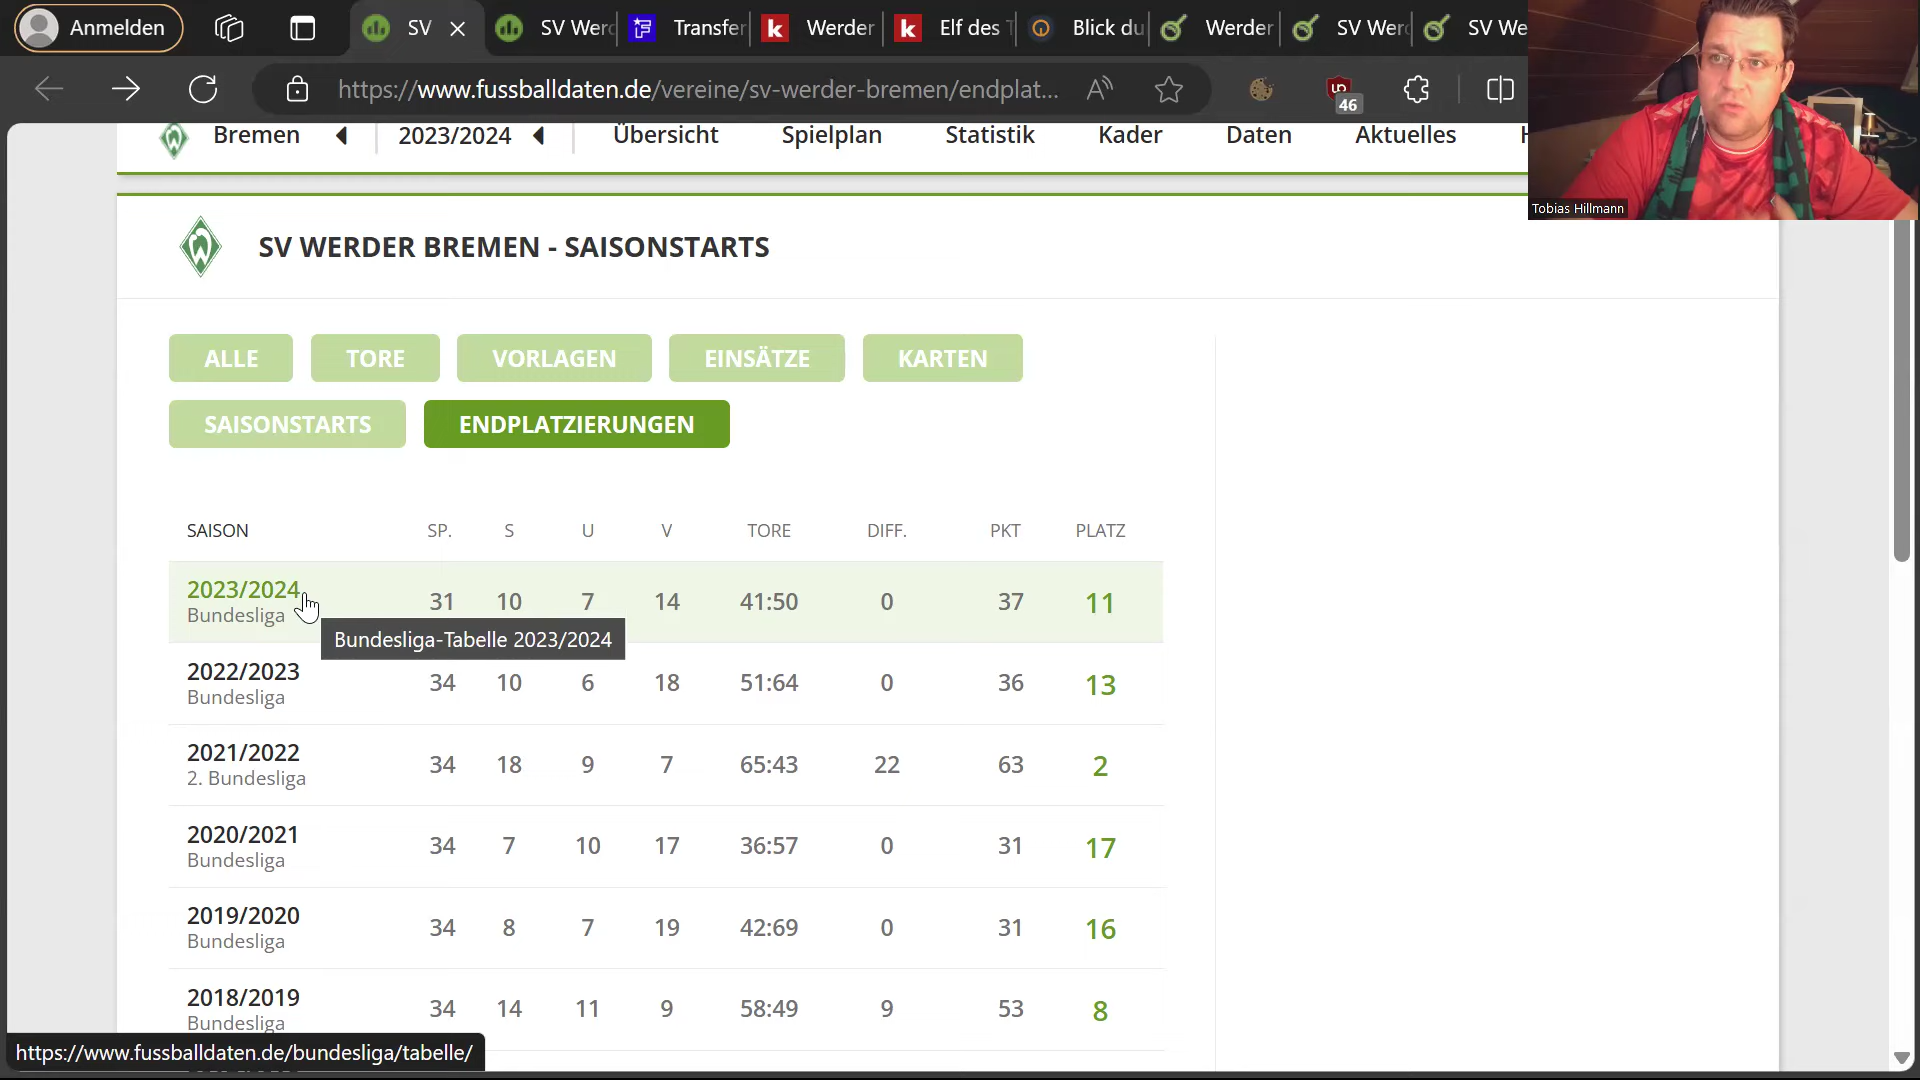 Anmelden
SV
SV Werd
Transfer
Werder
Elf des T
Blick du
Werder
SV Werd
SV We
https://www.fussballdaten.de/vereine/sv-werder-bremen/endplat...
46
Bremen
2023/2024
Übersicht
Spielplan
Statistik
Kader
Daten
Aktuelles
Tobias Hillmann
SV WERDER BREMEN - SAISONSTARTS
ALLE
TORE
VORLAGEN
EINSÄTZE
KARTEN
SAISONSTARTS
ENDPLATZIERUNGEN
SAISON SP. S U V TORE DIFF. PKT PLATZ
2023/2024 31 10 7 14 41:50 0 37 11
Bundesliga
Bundesliga-Tabelle 2023/2024
2022/2023 34 10 6 18 51:64 0 36 13
Bundesliga
2021/2022 34 18 9 7 65:43 22 63 2
2. Bundesliga
2020/2021 34 7 10 17 36:57 0 31 17
Bundesliga
2019/2020 34 8 7 19 42:69 0 31 16
Bundesliga
2018/2019 34 14 11 9 58:49 9 53 8
Bundesliga
https://www.fussballdaten.de/bundesliga/tabelle/